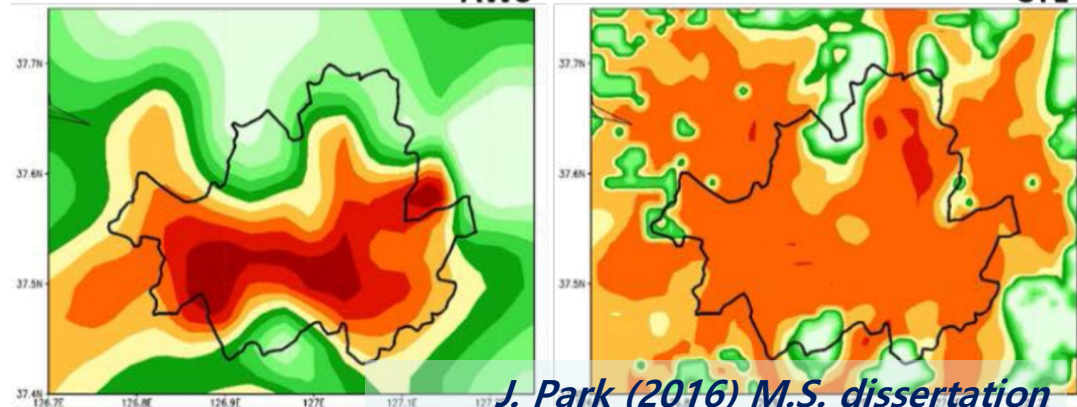 37.7N
37.7N
37.6N
37.6N
37.5N
37.5N
37.4N
126.7E 126.8E 126.9E 127E 127.1E
J. Park (2016) M.S. dissertation